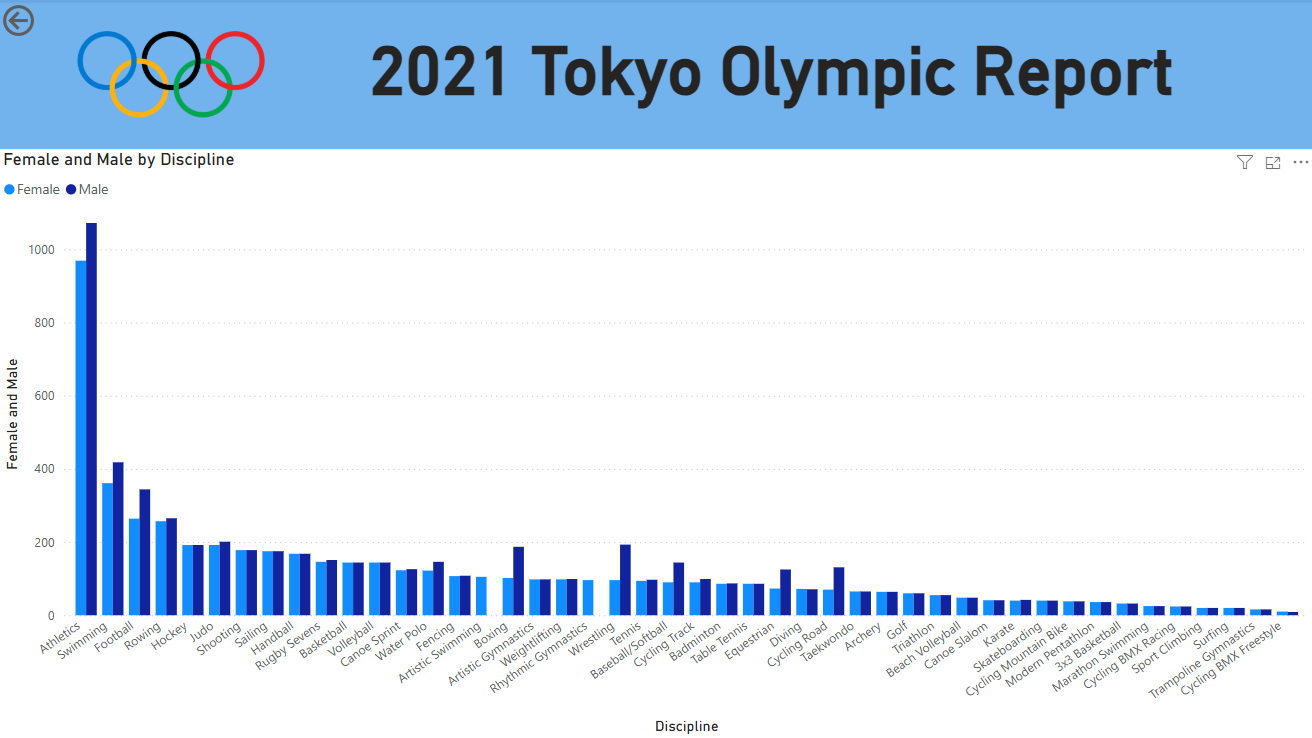 2021 Tokyo Olympic Report
Female and Male by Discipline
Female Male
1000
800
600
400
200
0
Female and Male
Athletics
Swimming
Football
Rowing
Hockey
Judo
Shooting
Sailing
Handball
Rugby Sevens
Basketball
Volleyball
Canoe Sprint
Water Polo
Fencing
Artistic Swimming
Boxing
Artistic Gymnastics
Weightlifting
Rhythmic Gymnastics
Wrestling
Tennis
Baseball/Softball
Cycling Track
Badminton
Table Tennis
Equestrian
Diving
Cycling Road
Taekwondo
Archery
Golf
Triathlon
Beach Volleyball
Canoe Slalom
Karate
Skateboarding
Cycling Mountain Bike
Modern Pentathlon
3x3 Basketball
Marathon Swimming
Cycling BMX Racing
Sport Climbing
Surfing
Trampoline Gymnastics
Cycling BMX Freestyle
Discipline